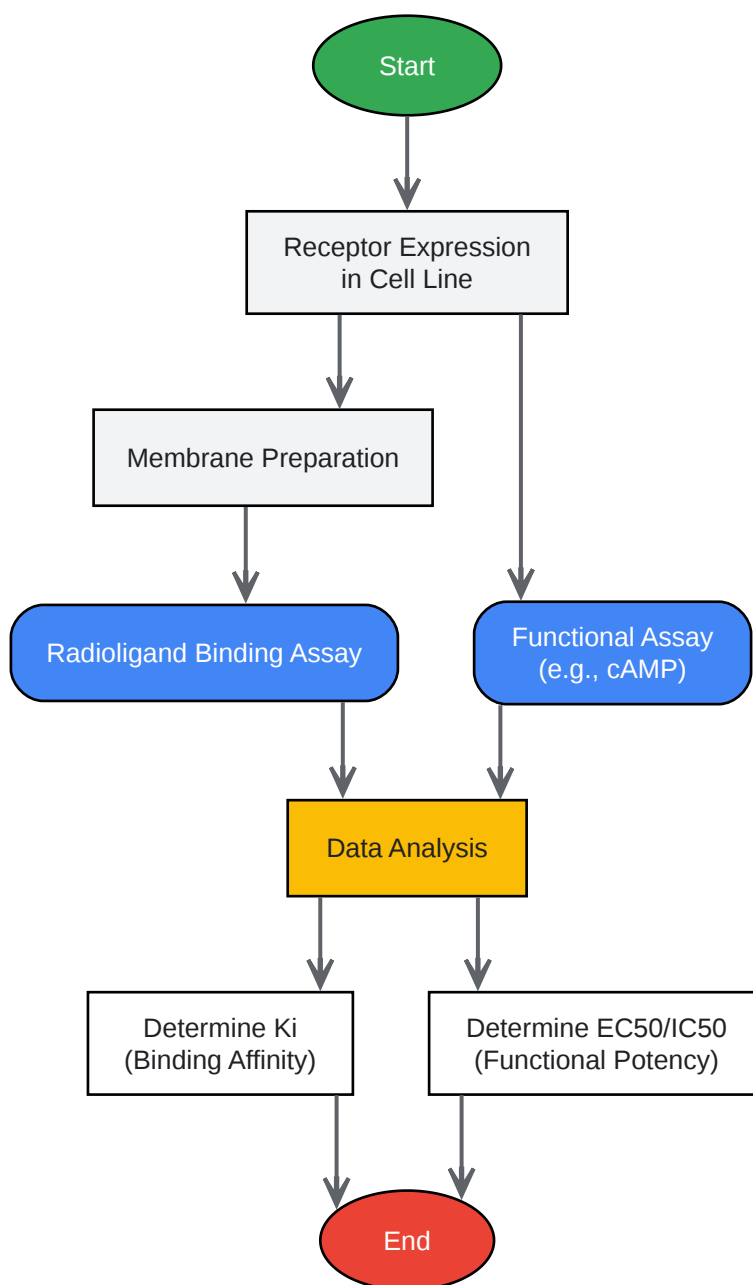 Start
Receptor Expression
in Cell Line
Membrane Preparation
Radioligand Binding Assay
Functional Assay
(e.g., cAMP)
Data Analysis
Determine Ki
(Binding Affinity)
Determine EC50/IC50
(Functional Potency)
End